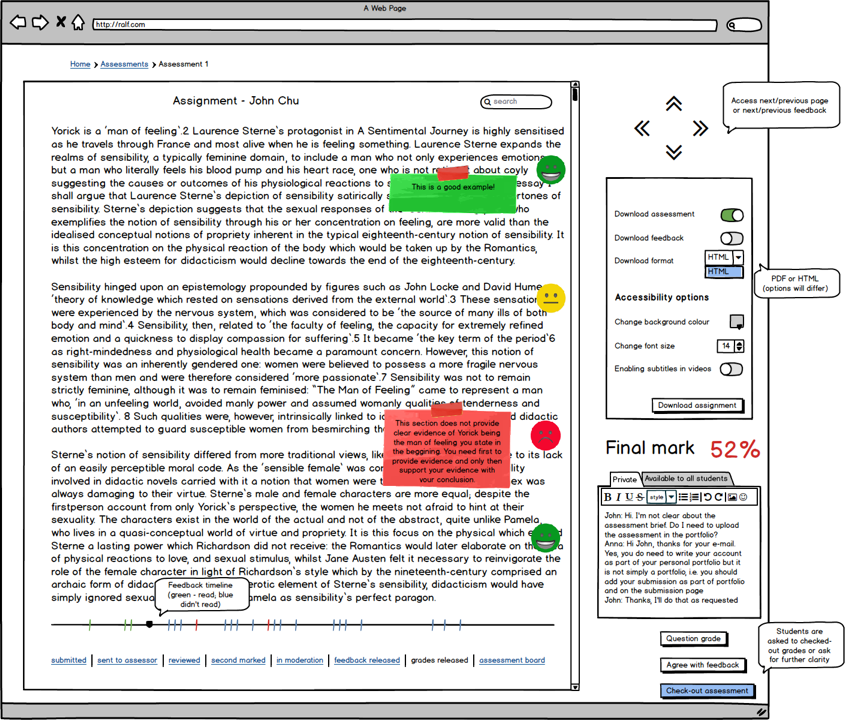 A Web Page
http://ralf.com
Home > Assessments > Assessment 1
Assignment - John Chu
search
Yorick is a ‘man of feeling’.2 Laurence Sterne‘s protagonist in A Sentimental Journey is highly sensitised
as he travels through France and most alive when he is feeling something. Laurence Sterne expands the
realms of sensibility, a typically feminine domain, to include a man who not only experiences emotions
but a man who literally feels his blood pump and his heart race, one who is not about coyly
suggesting the causes or outcomes of his physiological reactions to essay I
shall argue that Laurence Sterne‘s depiction of sensibility satirically
sensibility. Sterne‘s depiction suggests that the sexual responses of who
exemplifies the notion of sensibility through his or her concentration on feeling, are more valid than the
idealised conceptual notions of propriety inherent in the typical eighteenth-century notion of sensibility. It
is this concentration on the physical reaction of the body which would be taken up by the Romantics,
whilst the high esteem for didacticism would decline towards the end of the eighteenth-century.
This is a good example!
Sensibility hinged upon an epistemology propounded by figures such as John Locke and David Hume
‘theory of knowledge which rested on sensations derived from the external world’.3 These sensations
were experienced by the nervous system, which was considered to be ‘the source of many ills of both
body and mind’.4 Sensibility, then, related to ‘the faculty of feeling, the capacity for extremely refined
emotion and a quickness to display compassion for suffering’.5 It became ‘the key term of the period’6
as right-mindedness and physiological health became a paramount concern. However, this notion of
sensibility was an inherently gendered one: women were believed to possess a more fragile nervous
system than men and were therefore considered ‘more passionate’.7 Sensibility was not to remain
strictly feminine, although it was to remain feminised: “The Man of Feeling” came to represent a man
who, ‘in an unfeeling world, avoided manly power and assumed womanly qualities of tenderness and
susceptibility’. 8 Such qualities were, however, intrinsically linked to didactic
authors attempted to guard susceptible women from besmirching
This section does not provide
clear evidence of Yorick being
the man of feeling you state in
the beggining. You need first to
provide evidence and only then
support your evidence with
your conclusion.
Sterne‘s notion of sensibility differed from more traditional views, to its lack
of an easily perceptible moral code. As the ‘sensible female’ was
involved in didactic novels carried with it a notion that women were sex was
always damaging to their virtue. Sterne‘s male and female characters are more equal; despite the
firstperson account from only Yorick‘s perspective, the women he meets not afraid to hint at their
sexuality. The characters exist in the world of the actual and not of the abstract, quite unlike Pamela,
who lives in a quasi-conceptual world of virtue and propriety. It is this focus on the physical which
Sterne a lasting power which Richardson did not receive: the Romantics would later elaborate on the
of physical reactions to love, and sexual stimulus, whilst Jane Austen felt it necessary to reinvigorate the
role of the female character in light of Richardson‘s style which by the nineteenth-century comprised an
archaic form of erotic element of Sterne‘s sensibility, didacticism would have
simply ignored Pamela as sensibility‘s perfect paragon.
Feedback timeline
(green - read; blue
didn't read)
submitted | sent to assessor | reviewed | second marked | in moderation | feedback released | grades released | assessment board
Access next/previous page
or next/previous feedback
Download assessment
Download feedback
Download format HTML
HTML
PDF or HTML
(options will differ)
Accessibility options
Change background colour
Change font size 14
Enabling subtitles in videos
Download assignment
Final mark 52%
Private Available to all students
B I U S style
John: Hi. I'm not clear about the
assessment brief. Do I need to upload
the assessment in the portfolio?
Anna: Hi John, thanks for your e-mail.
Yes, you do need to write your account
as part of your personal portfolio but it
is not simply a portfolio, i.e. you should
add your submission as part of portfolio
and on the submission page
John: Thanks, I'll do that as requested
Question grade
Agree with feedback
Check-out assessment
Students are
asked to checked-
out grades or ask
for further clarity